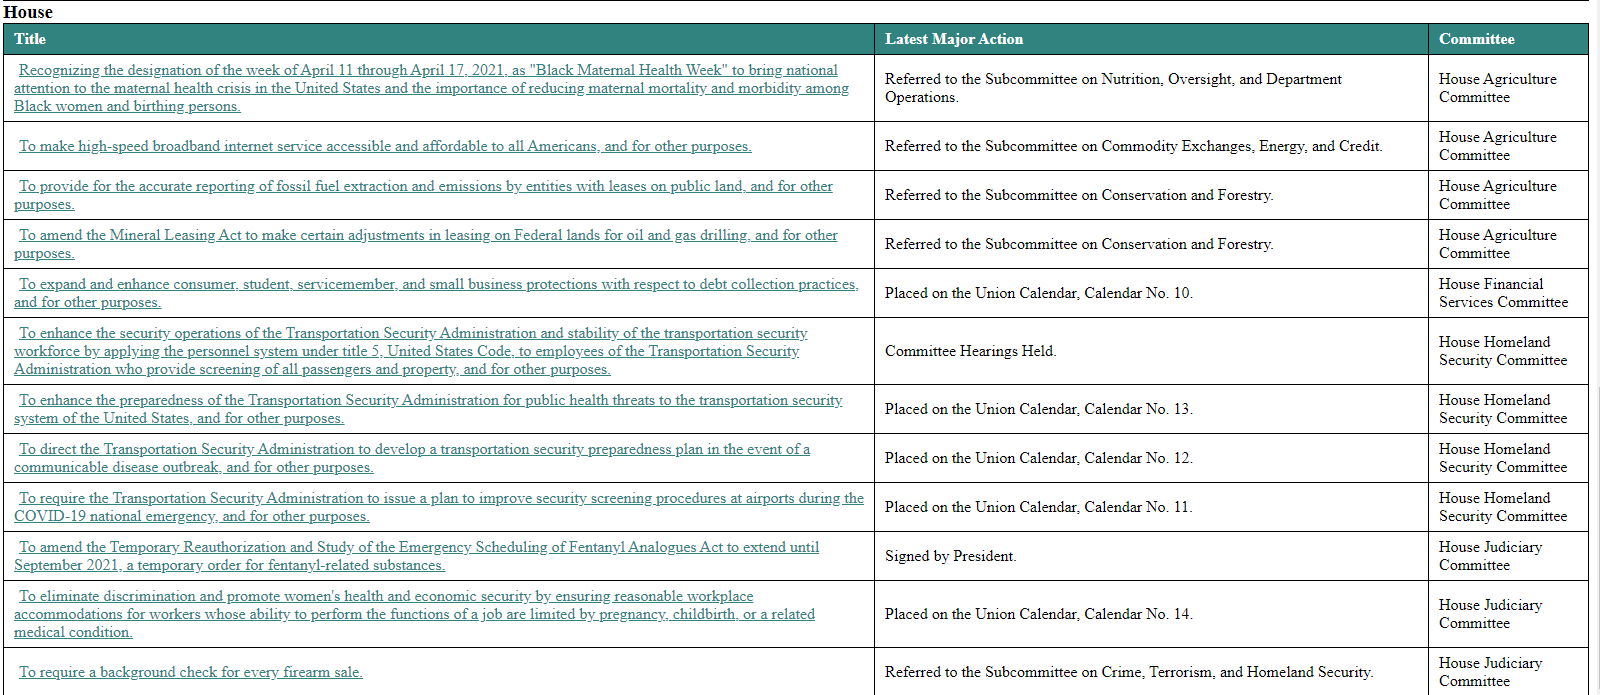 House
Title
Latest Major Action
Committee
Recognizing the designation of the week of April 11 through April 17, 2021, as "Black Maternal Health Week" to bring national
attention to the maternal health crisis in the United States and the importance of reducing maternal mortality and morbidity among
Black women and birthing persons.
Referred to the Subcommittee on Nutrition, Oversight, and Department
Operations.
House Agriculture
Committee
To make high-speed broadband internet service accessible and affordable to all Americans, and for other purposes.
Referred to the Subcommittee on Commodity Exchanges, Energy, and Credit.
House Agriculture
Committee
To provide for the accurate reporting of fossil fuel extraction and emissions by entities with leases on public land, and for other
purposes.
Referred to the Subcommittee on Conservation and Forestry.
House Agriculture
Committee
To amend the Mineral Leasing Act to make certain adjustments in leasing on Federal lands for oil and gas drilling, and for other
purposes.
Referred to the Subcommittee on Conservation and Forestry.
House Agriculture
Committee
To expand and enhance consumer, student, servicemember, and small business protections with respect to debt collection practices,
and for other purposes.
Placed on the Union Calendar, Calendar No. 10.
House Financial
Services Committee
To enhance the security operations of the Transportation Security Administration and stability of the transportation security
workforce by applying the personnel system under title 5, United States Code, to employees of the Transportation Security
Administration who provide screening of all passengers and property, and for other purposes.
Committee Hearings Held.
House Homeland
Security Committee
To enhance the preparedness of the Transportation Security Administration for public health threats to the transportation security
system of the United States, and for other purposes.
Placed on the Union Calendar, Calendar No. 13.
House Homeland
Security Committee
To direct the Transportation Security Administration to develop a transportation security preparedness plan in the event of a
communicable disease outbreak, and for other purposes.
Placed on the Union Calendar, Calendar No. 12.
House Homeland
Security Committee
To require the Transportation Security Administration to issue a plan to improve security screening procedures at airports during the
COVID-19 national emergency, and for other purposes.
Placed on the Union Calendar, Calendar No. 11.
House Homeland
Security Committee
To amend the Temporary Reauthorization and Study of the Emergency Scheduling of Fentanyl Analogues Act to extend until
September 2021, a temporary order for fentanyl-related substances.
Signed by President.
House Judiciary
Committee
To eliminate discrimination and promote women's health and economic security by ensuring reasonable workplace
accommodations for workers whose ability to perform the functions of a job are limited by pregnancy, childbirth, or a related
medical condition.
Placed on the Union Calendar, Calendar No. 14.
House Judiciary
Committee
To require a background check for every firearm sale.
Referred to the Subcommittee on Crime, Terrorism, and Homeland Security.
House Judiciary
Committee